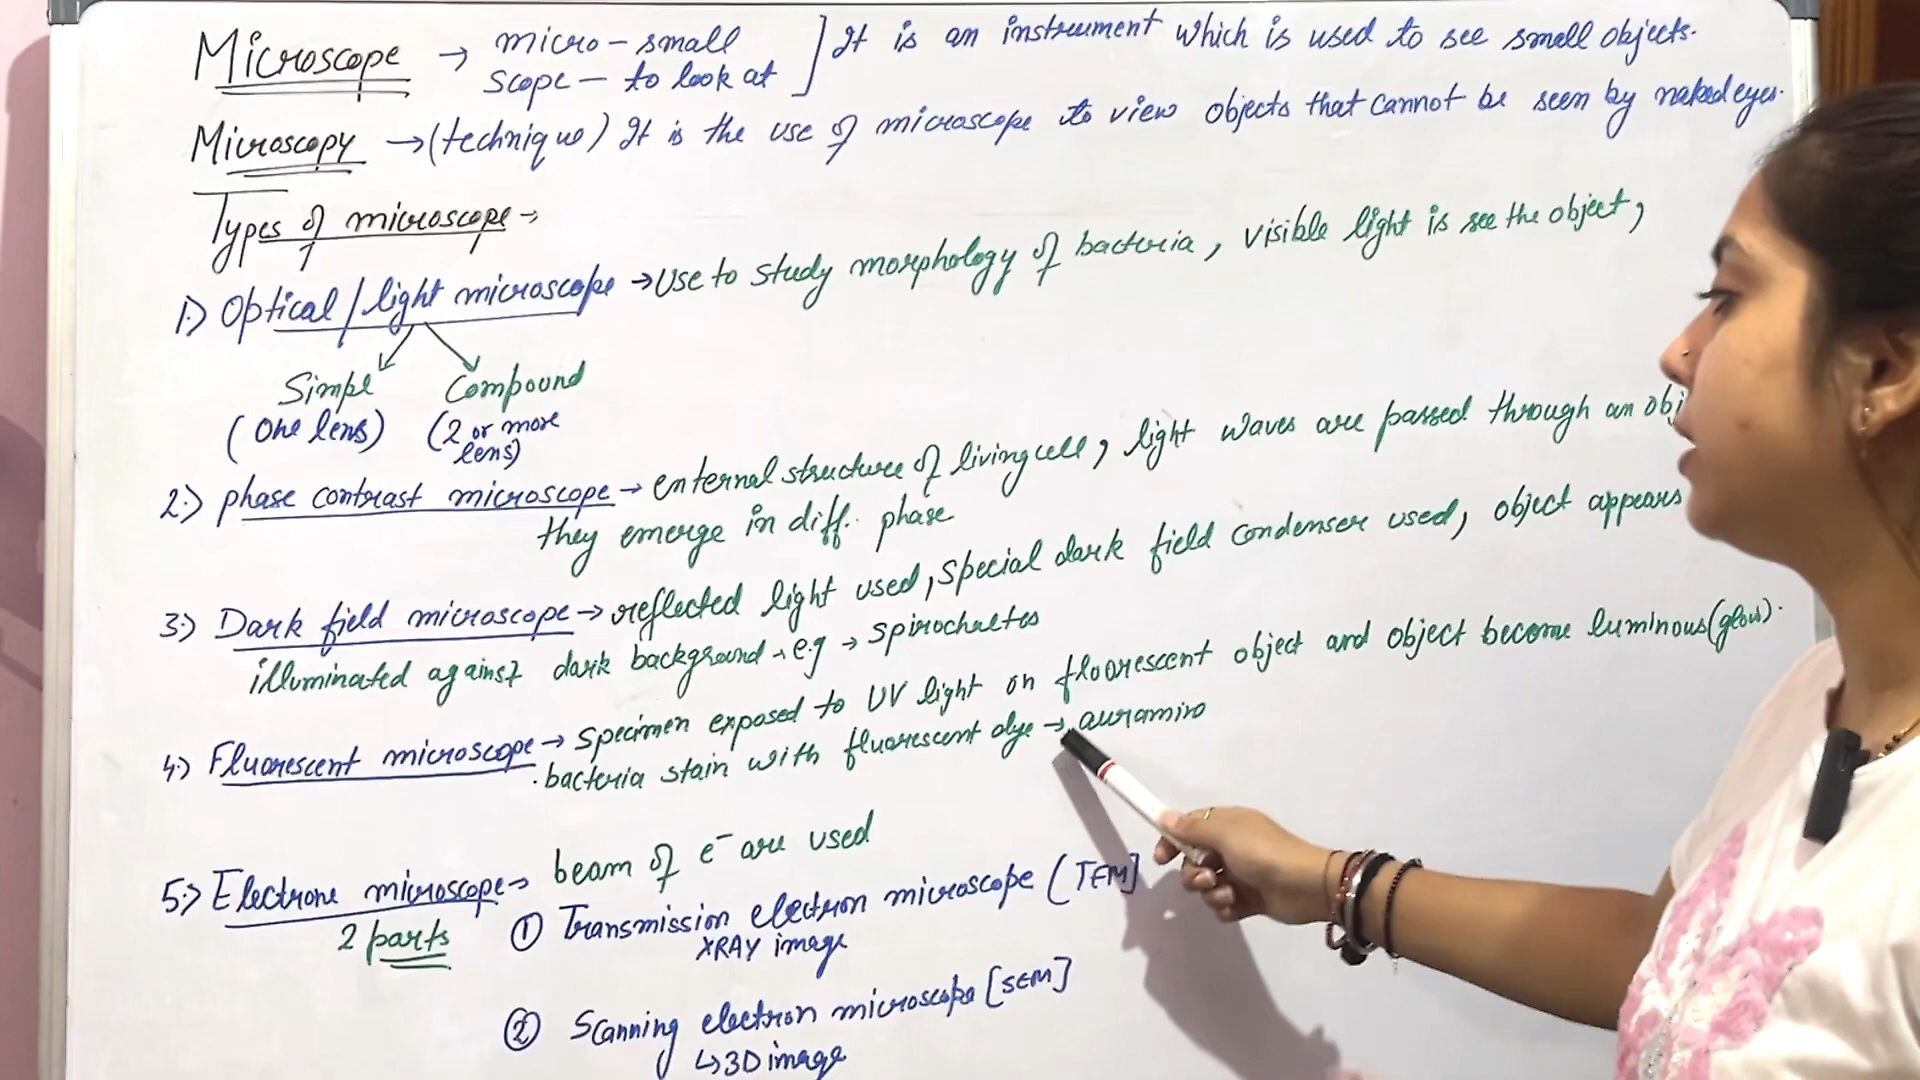 Microscope → micro - small ] It is an instrument which is used to see small objects.
scope - to look at
Microscopy → (technique) It is the use of microscope to view objects that cannot be seen by naked eyes.
Types of microscope →
1.) Optical / light microscope → Use to study morphology of bacteria, visible light is see the object,
Simple Compound
(One lens) (2 or more
lens)
2.) phase contrast microscope → enternal structure of living cell, light waves are passed through an obj
they emerge in diff. phase
3.) Dark field microscope → reflected light used, special dark field condenser used, object appears
illuminated against dark background. e.g → spirochaetes
4.) Fluorescent microscope → specimen exposed to UV light on fluorescent object and object become luminous (glow).
. bacteria stain with fluorescent dye → auramino
5.) Electrone microscope → beam of e⁻ are used
2 parts
① Transmission electron microscope (TEM]
XRAY image
② Scanning electron microscope [SEM]
↳ 3D image